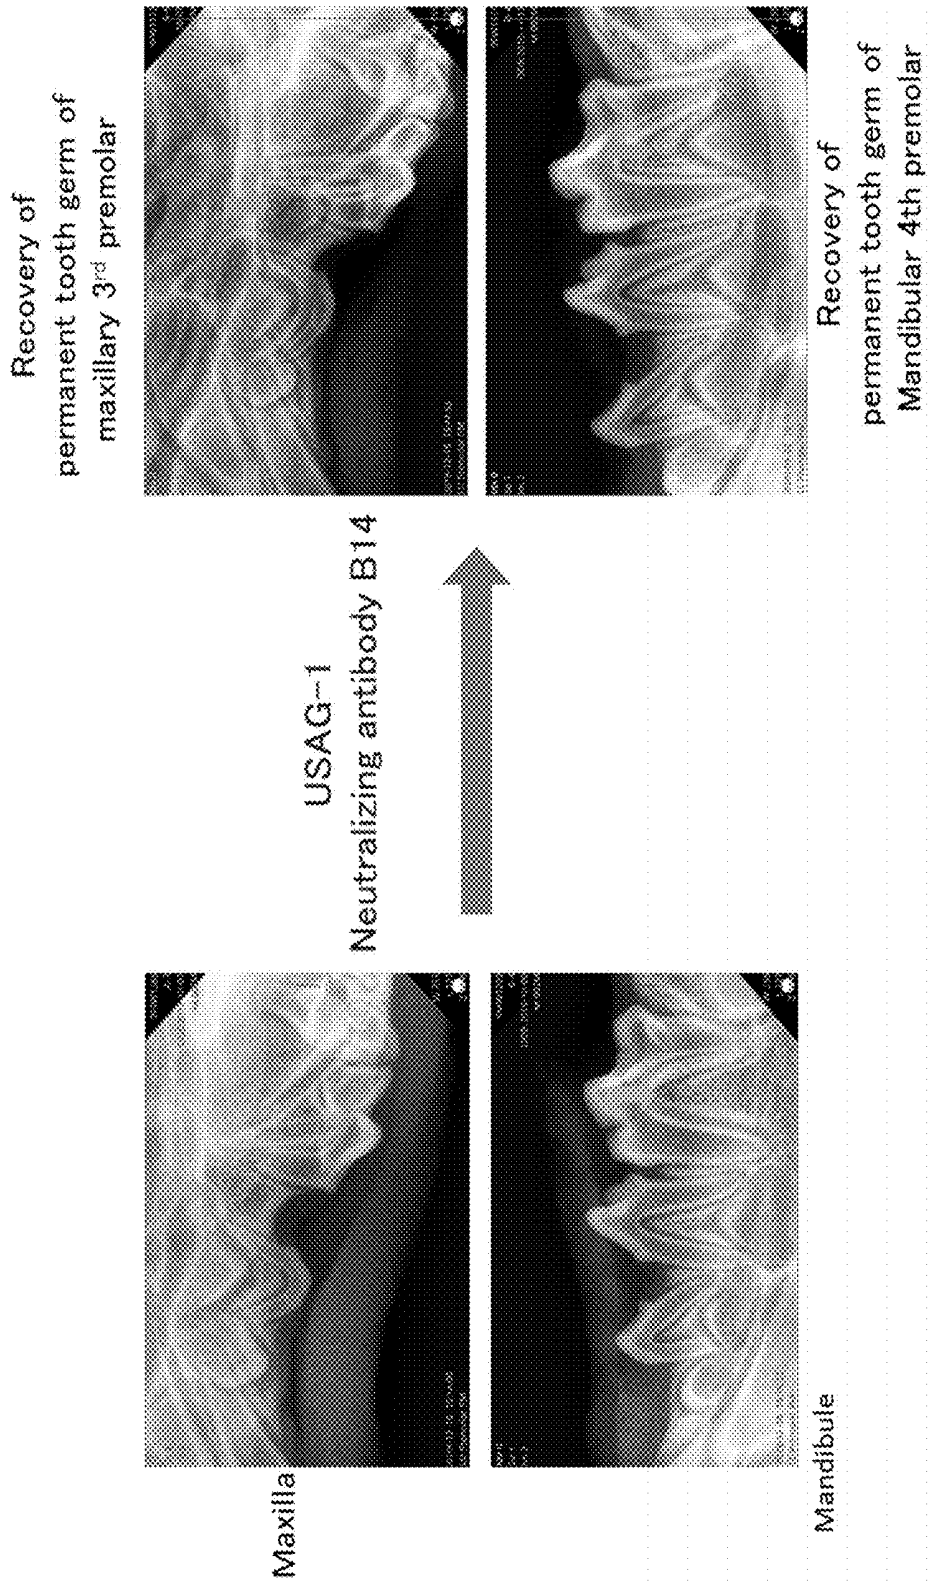 Maxilla
Mandibule
USAG-1
Neutralizing antibody B14
Recovery of
permanent tooth germ of
maxillary 3rd premolar
Recovery of
permanent tooth germ of
Mandibular 4th premolar